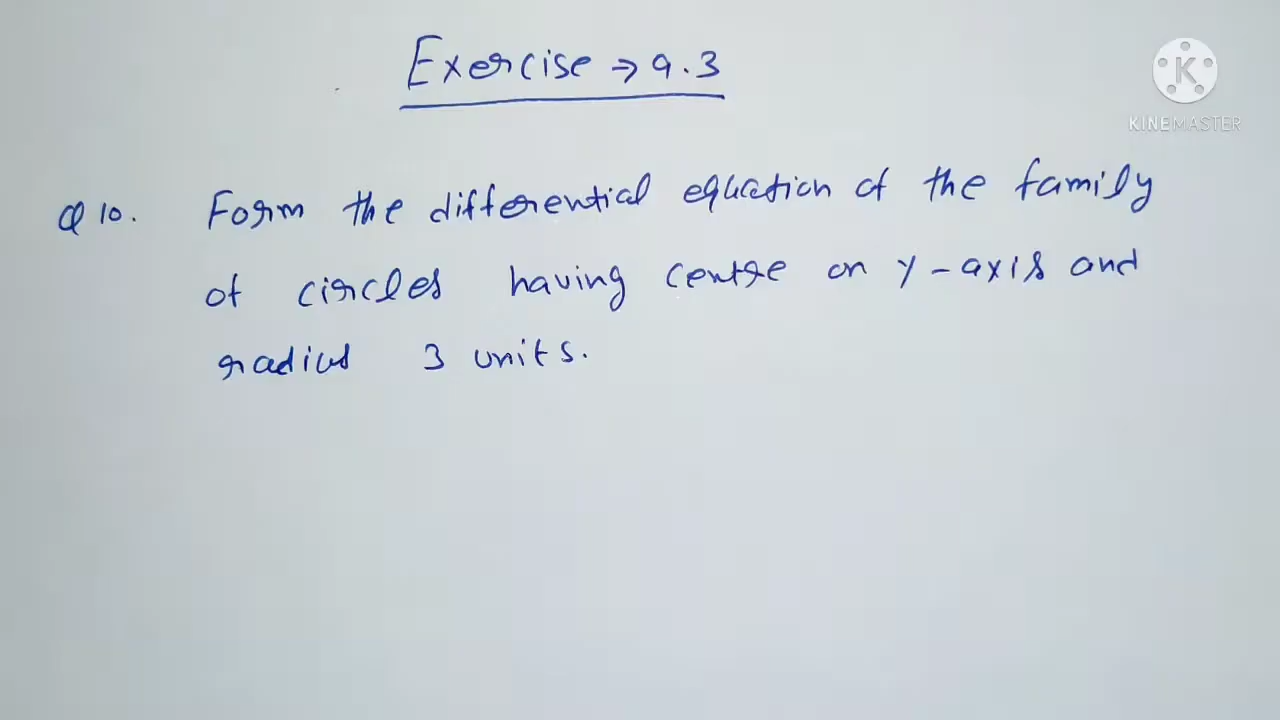 Exercise → 9.3
KINEMASTER
Q 10. Form the differential equation of the family
of circles having centre on y-axis and
radius 3 units.